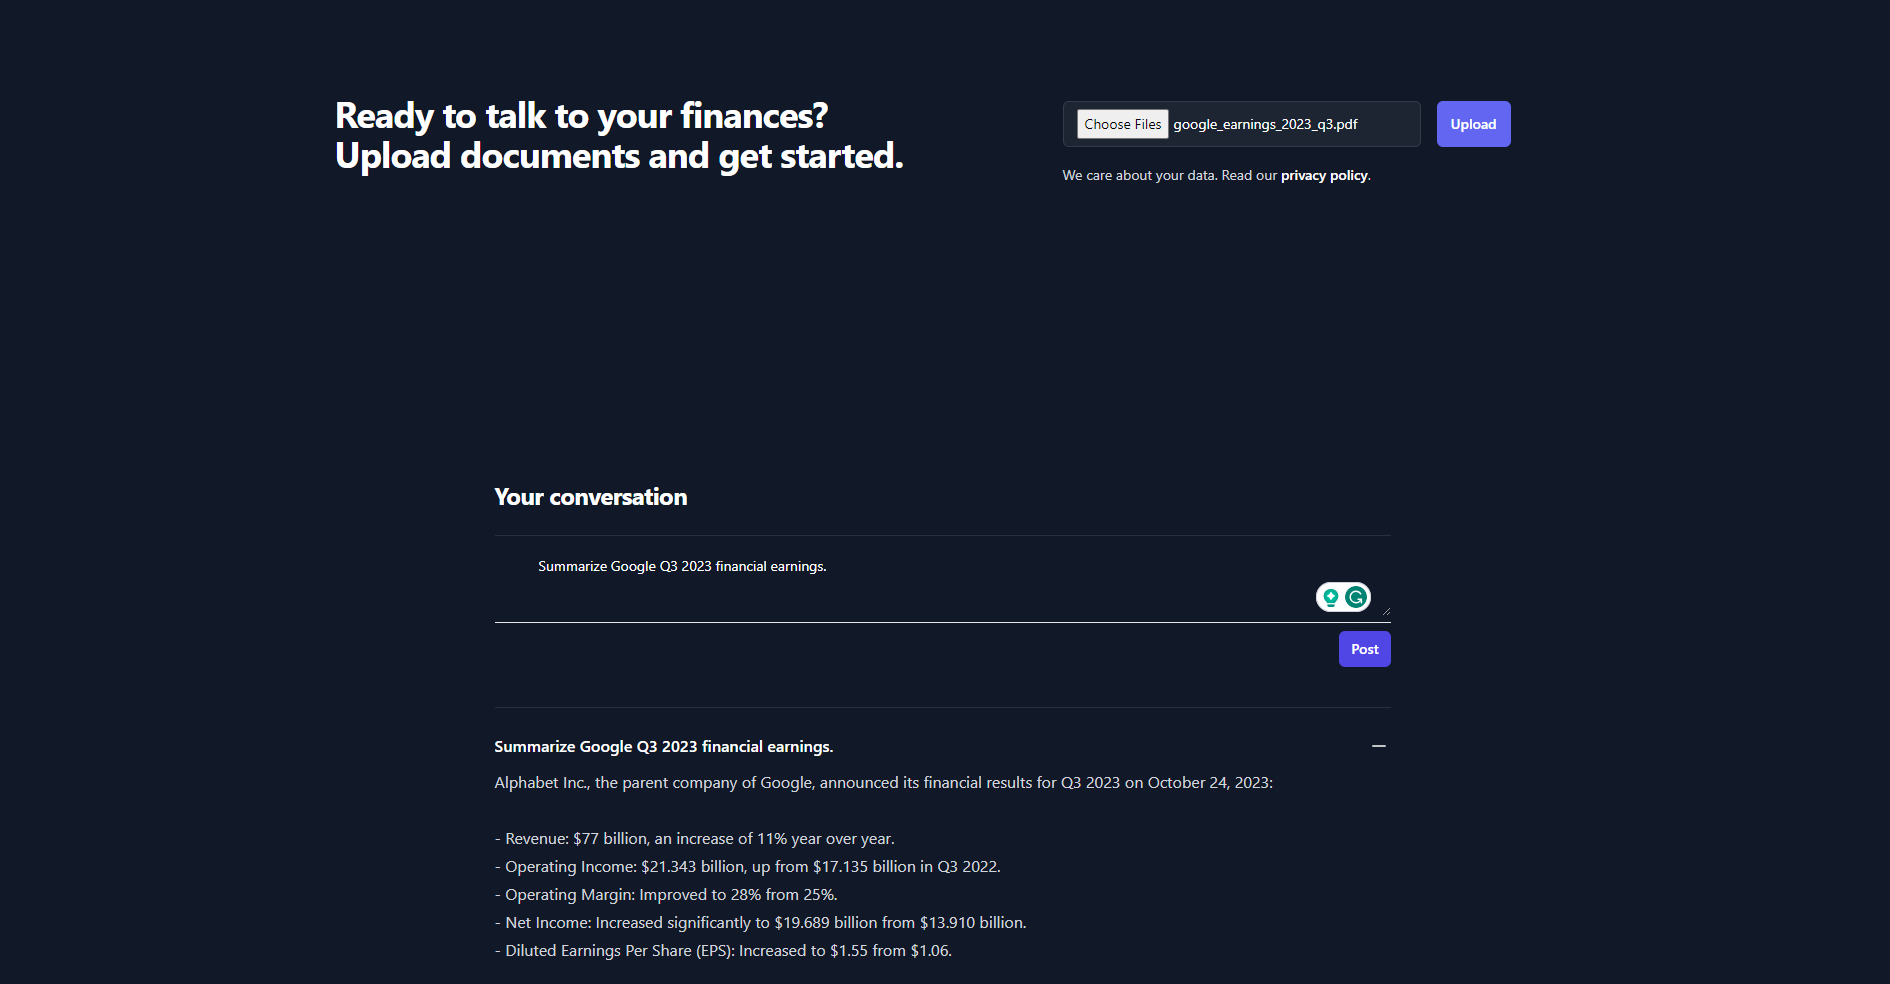 Ready to talk to your finances?
Upload documents and get started.
Choose Files google_earnings_2023_q3.pdf
Upload
We care about your data. Read our privacy policy.
Your conversation
Summarize Google Q3 2023 financial earnings.
Post
Summarize Google Q3 2023 financial earnings.
Alphabet Inc., the parent company of Google, announced its financial results for Q3 2023 on October 24, 2023:
- Revenue: $77 billion, an increase of 11% year over year.
- Operating Income: $21.343 billion, up from $17.135 billion in Q3 2022.
- Operating Margin: Improved to 28% from 25%.
- Net Income: Increased significantly to $19.689 billion from $13.910 billion.
- Diluted Earnings Per Share (EPS): Increased to $1.55 from $1.06.